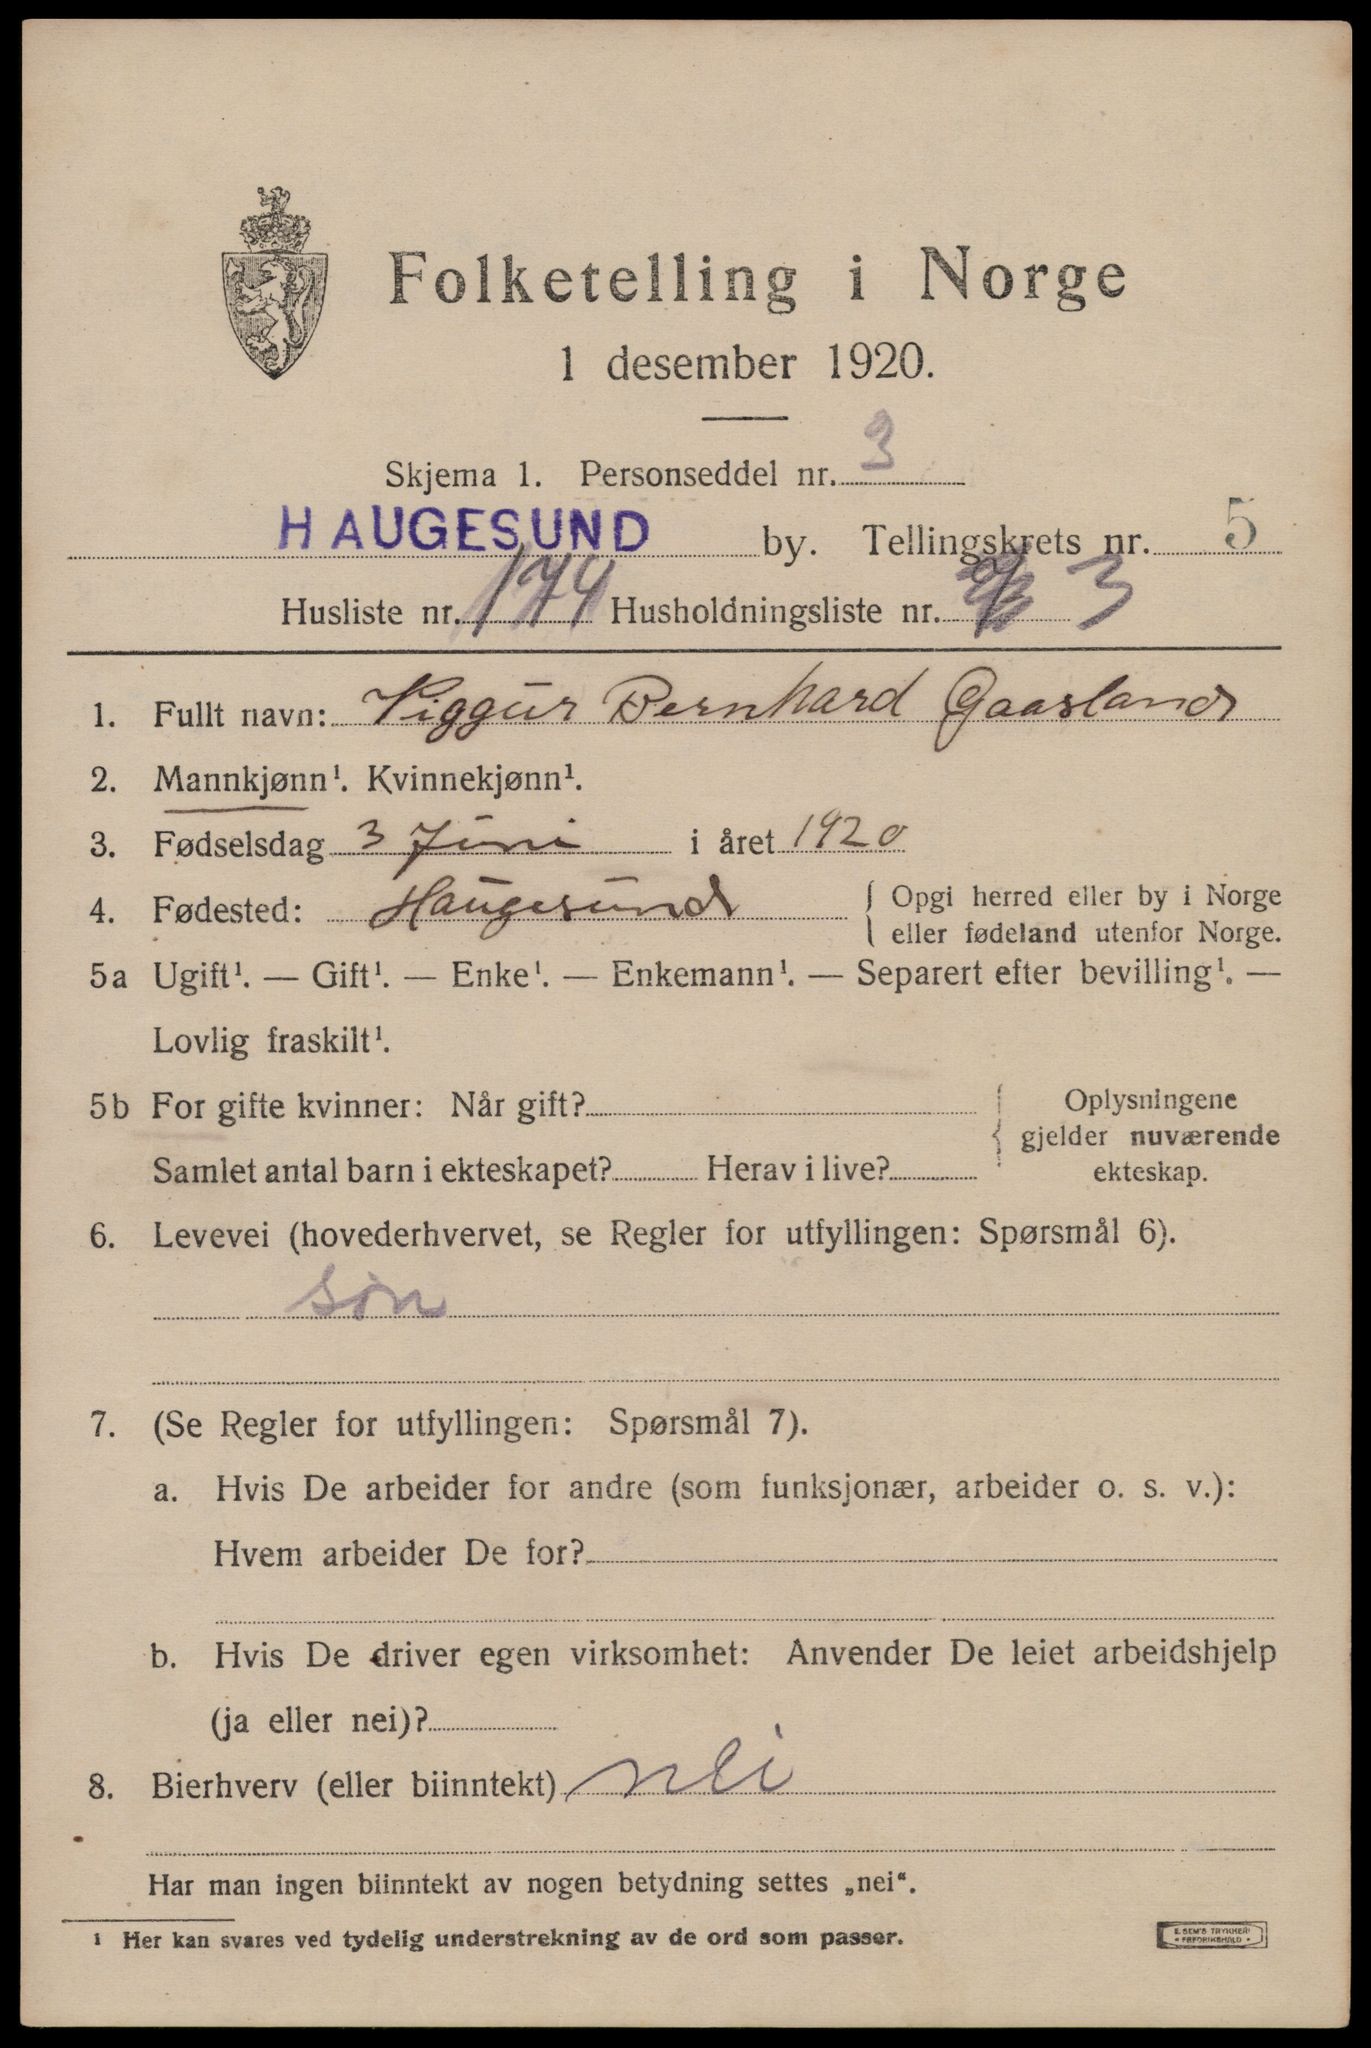 Folketelling i Norge
1 desember 1920.
Skjema 1. Personseddel nr. 3
HAUGESUND by. Tellingskrets nr. 5
Husliste nr. 174 Husholdningsliste nr. 3
1. Fullt navn: Viggur Bernhard Gaasland
2. Mannkjønn¹. Kvinnekjønn¹.
3. Fødselsdag 3 Juni i året 1920
4. Fødested: Haugesund { Opgi herred eller by i Norge
eller fødeland utenfor Norge.
5a Ugift¹. — Gift¹. — Enke¹. — Enkemann¹. — Separert efter bevilling¹. —
Lovlig fraskilt¹.
5b For gifte kvinner: Når gift? { Oplysningene
gjelder nuværende
Samlet antal barn i ekteskapet? Herav i live? ekteskap.
6. Levevei (hovederhvervet, se Regler for utfyllingen: Spørsmål 6).
søn
7. (Se Regler for utfyllingen: Spørsmål 7).
a. Hvis De arbeider for andre (som funksjonær, arbeider o. s. v.):
Hvem arbeider De for?
b. Hvis De driver egen virksomhet: Anvender De leiet arbeidshjelp
(ja eller nei)?
8. Bierhverv (eller biinntekt) nei
Har man ingen biinntekt av nogen betydning settes „nei“.
¹ Her kan svares ved tydelig understrekning av de ord som passer.
E. SEM'S TRYKKERI
• FREDRIKSHALD •